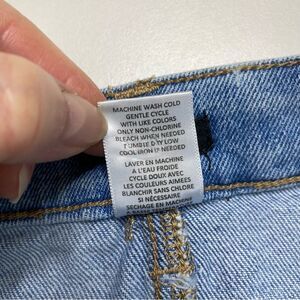 MACHINE WASH COLD
GENTLE CYCLE
WITH LIKE COLORS
ONLY NON-CHLORINE
BLEACH WHEN NEEDED
TUMBLE DRY LOW
COOL IRON IF NEEDED
LAVER EN MACHINE
A L'EAU FROIDE
CYCLE DOUX AVEC
LES COULEURS AIMEES
BLANCHIR SANS CHLORE
SI NÉCESSAIRE
SECHAGE EN MACHINE